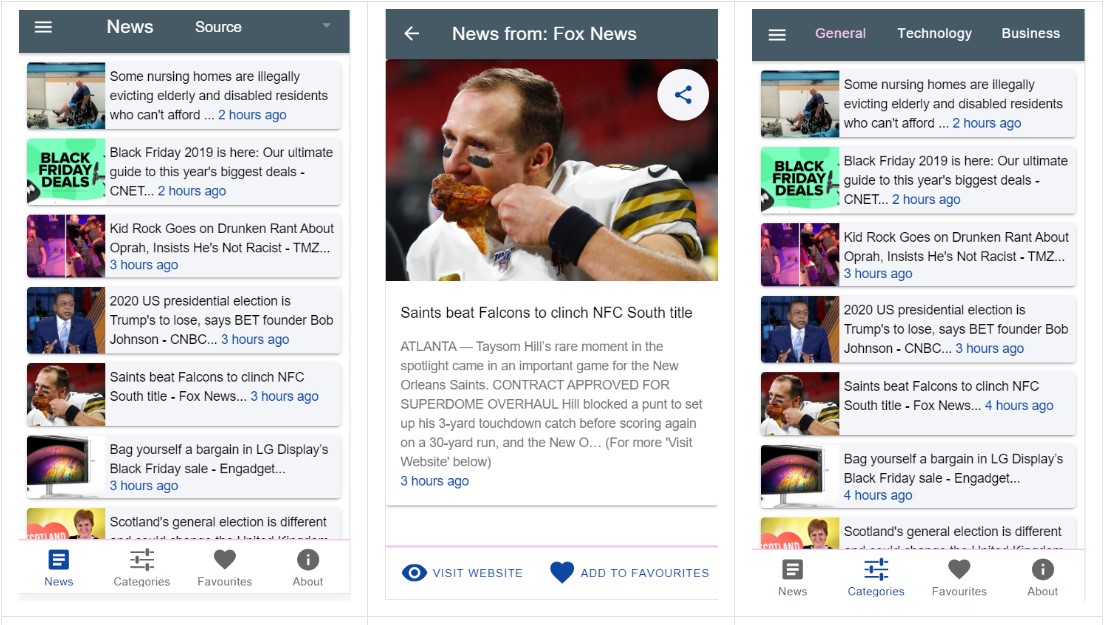 News
Source
Some nursing homes are illegally
evicting elderly and disabled residents
who can't afford ... 2 hours ago
BLACK
FRIDAY
DEALS
Black Friday 2019 is here: Our ultimate
guide to this year's biggest deals -
CNET... 2 hours ago
Kid Rock Goes on Drunken Rant About
Oprah, Insists He's Not Racist - TMZ...
3 hours ago
2020 US presidential election is
Trump's to lose, says BET founder Bob
Johnson - CNBC... 3 hours ago
Saints beat Falcons to clinch NFC
South title - Fox News... 3 hours ago
Bag yourself a bargain in LG Display's
Black Friday sale - Engadget...
3 hours ago
Scotland's general election is different
and could change the United Kingdom
News
Categories
Favourites
About
News from: Fox News
Saints beat Falcons to clinch NFC South title
ATLANTA — Taysom Hill's rare moment in the
spotlight came in an important game for the New
Orleans Saints. CONTRACT APPROVED FOR
SUPERDOME OVERHAUL Hill blocked a punt to set
up his 3-yard touchdown catch before scoring again
on a 30-yard run, and the New O… (For more 'Visit
Website' below)
3 hours ago
VISIT WEBSITE
ADD TO FAVOURITES
General
Technology
Business
Some nursing homes are illegally
evicting elderly and disabled residents
who can't afford ... 2 hours ago
BLACK
FRIDAY
DEALS
Black Friday 2019 is here: Our ultimate
guide to this year's biggest deals -
CNET... 2 hours ago
Kid Rock Goes on Drunken Rant About
Oprah, Insists He's Not Racist - TMZ...
3 hours ago
2020 US presidential election is
Trump's to lose, says BET founder Bob
Johnson - CNBC... 3 hours ago
Saints beat Falcons to clinch NFC
South title - Fox News... 4 hours ago
Bag yourself a bargain in LG Display's
Black Friday sale - Engadget...
4 hours ago
Scotland's general election is different
News
Categories
Favourites
About